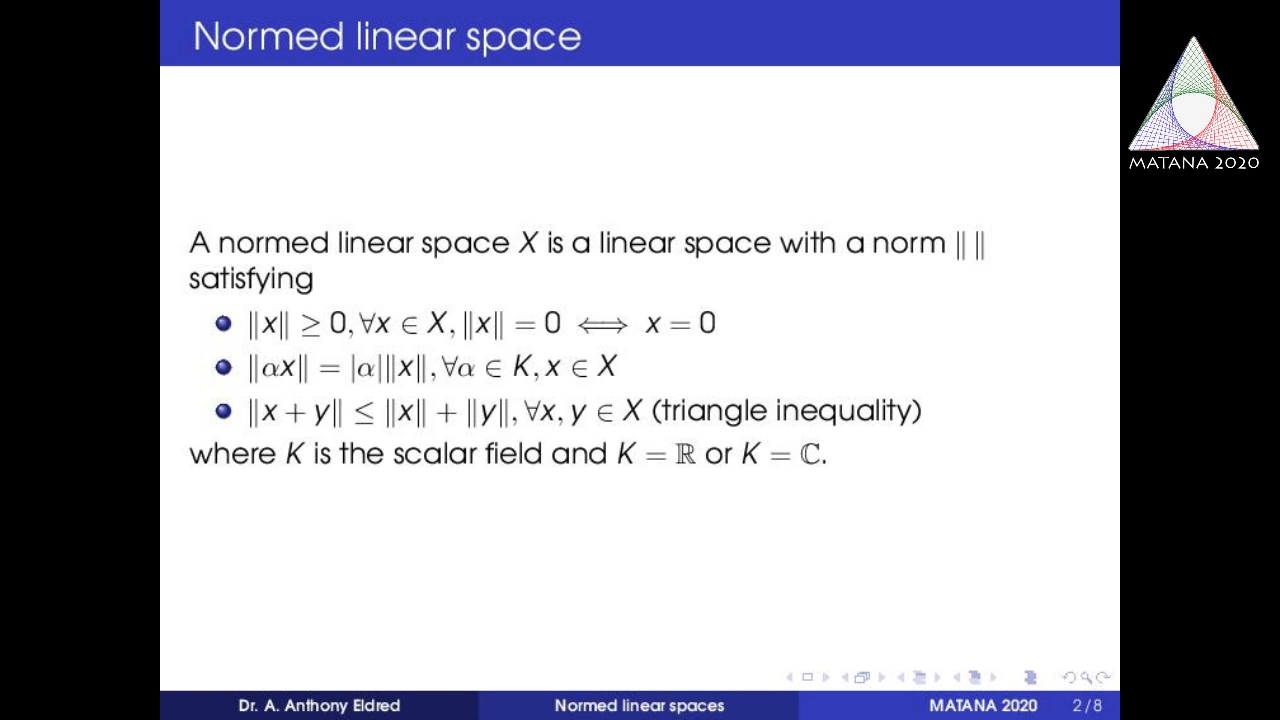 Normed linear space
MATANA 2020
A normed linear space X is a linear space with a norm ‖ ‖
satisfying
‖x‖ ≥ 0, ∀x ∈ X, ‖x‖ = 0 ⟺ x = 0
‖αx‖ = |α|‖x‖, ∀α ∈ K, x ∈ X
‖x + y‖ ≤ ‖x‖ + ‖y‖, ∀x, y ∈ X (triangle inequality)
where K is the scalar field and K = ℝ or K = ℂ.
Dr. A. Anthony Eldred Normed linear spaces MATANA 2020 2/8